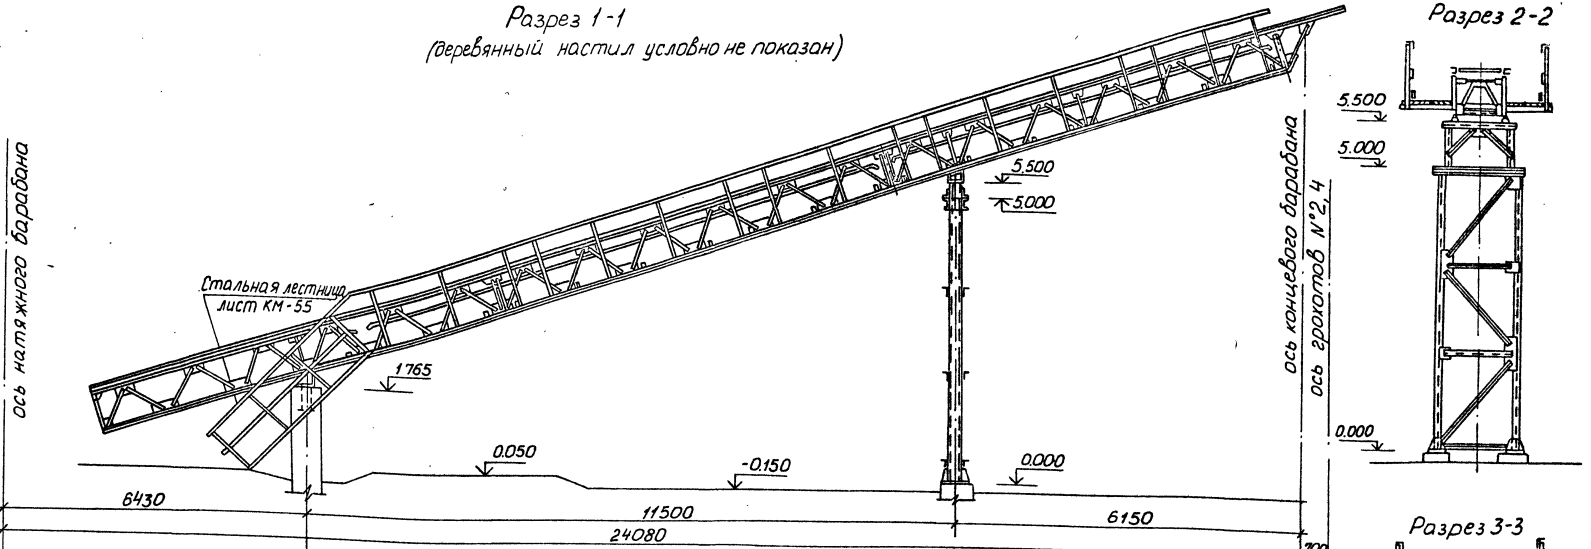 Разрез 1-1
(деревянный настил условно не показан)
Разрез 2-2
5.500
5.000
0.000
ось натяжного барабана
Стальная лестница
лист КМ-55
1765
5,500
5.000
ось концевого барабана
ось грохотов N°2,4
0.050
-0.150
0.000
6430
11500
6150
24080
700
Разрез 3-3